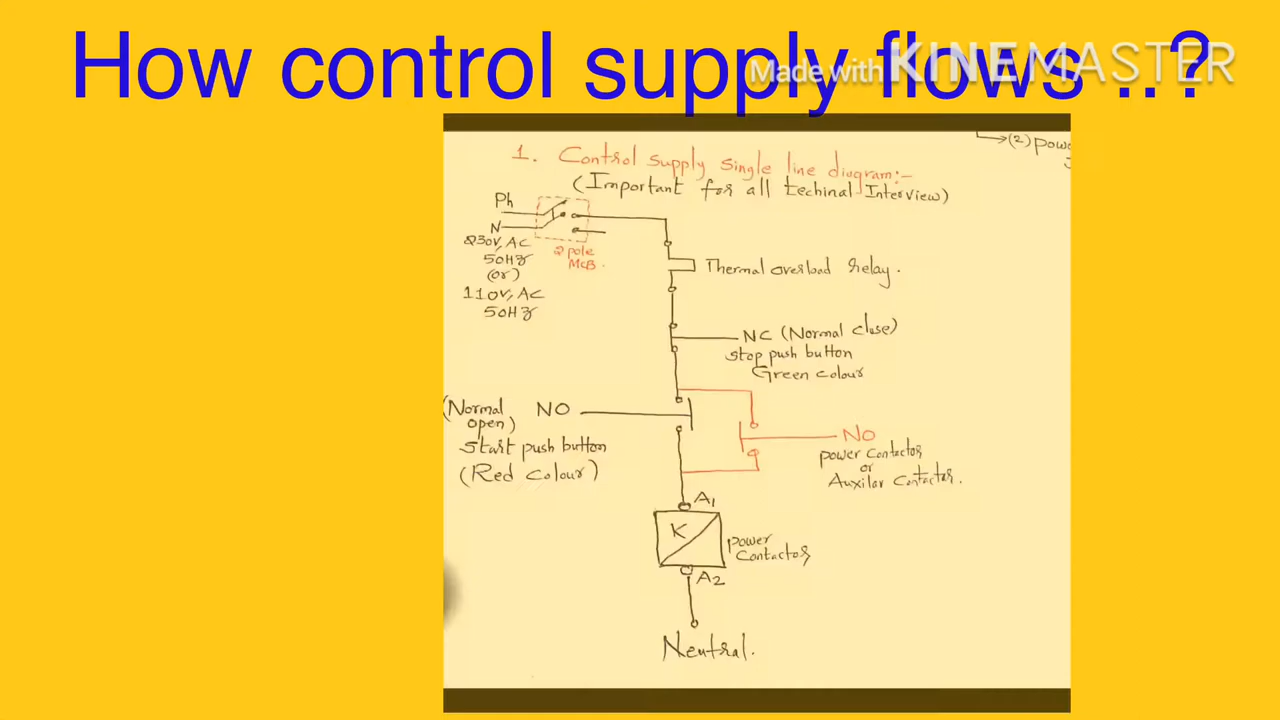 How control supply flows ..?
Made with KINEMASTER
→(2) powe
1. Control supply single line diagram:-
(Important for all techinal Interview)
Ph
N
230V, AC
50Hz
(or)
110V, AC
50Hz
2 pole
McB.
Thermal overload relay.
NC (Normal close)
stop push button
Green colour
(Normal open) NO
start push button
(Red colour)
NO
power contactor
or
Auxilar contactor.
A1
K
power
contactor
A2
Neutral.